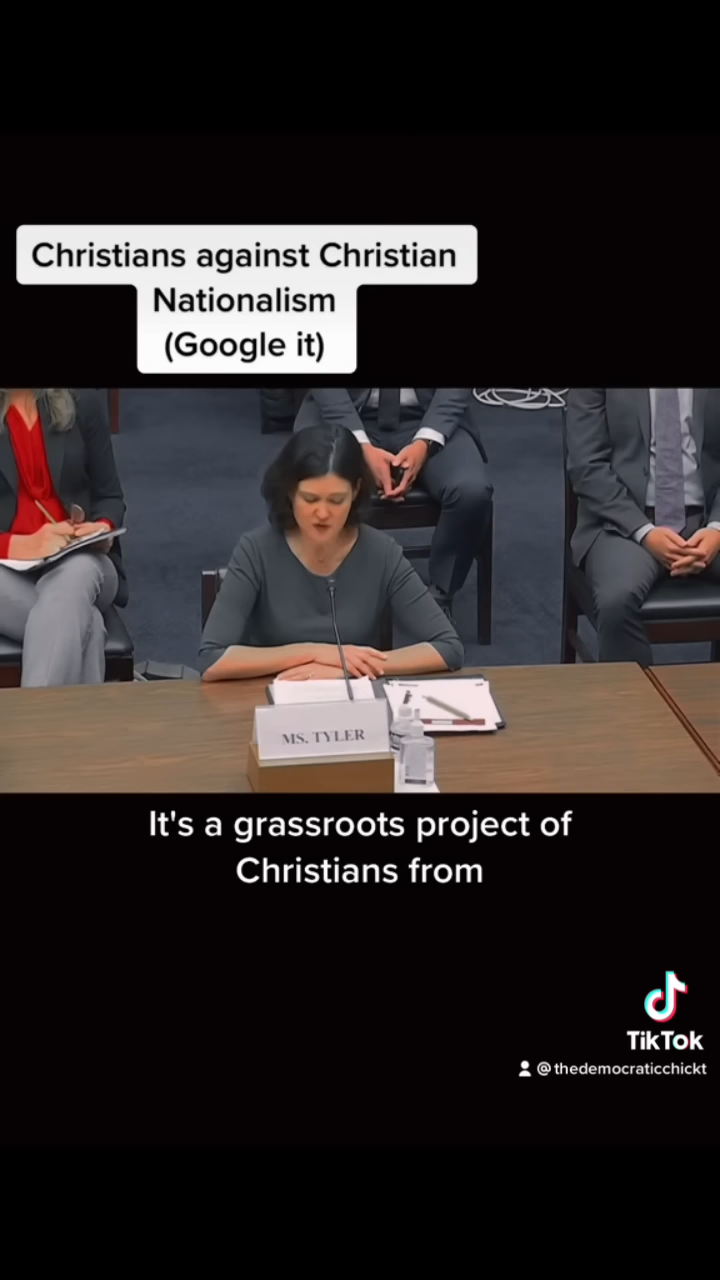 Christians against Christian
Nationalism
(Google it)
MS. TYLER
It's a grassroots project of
Christians from
TikTok
@thedemocraticchickt